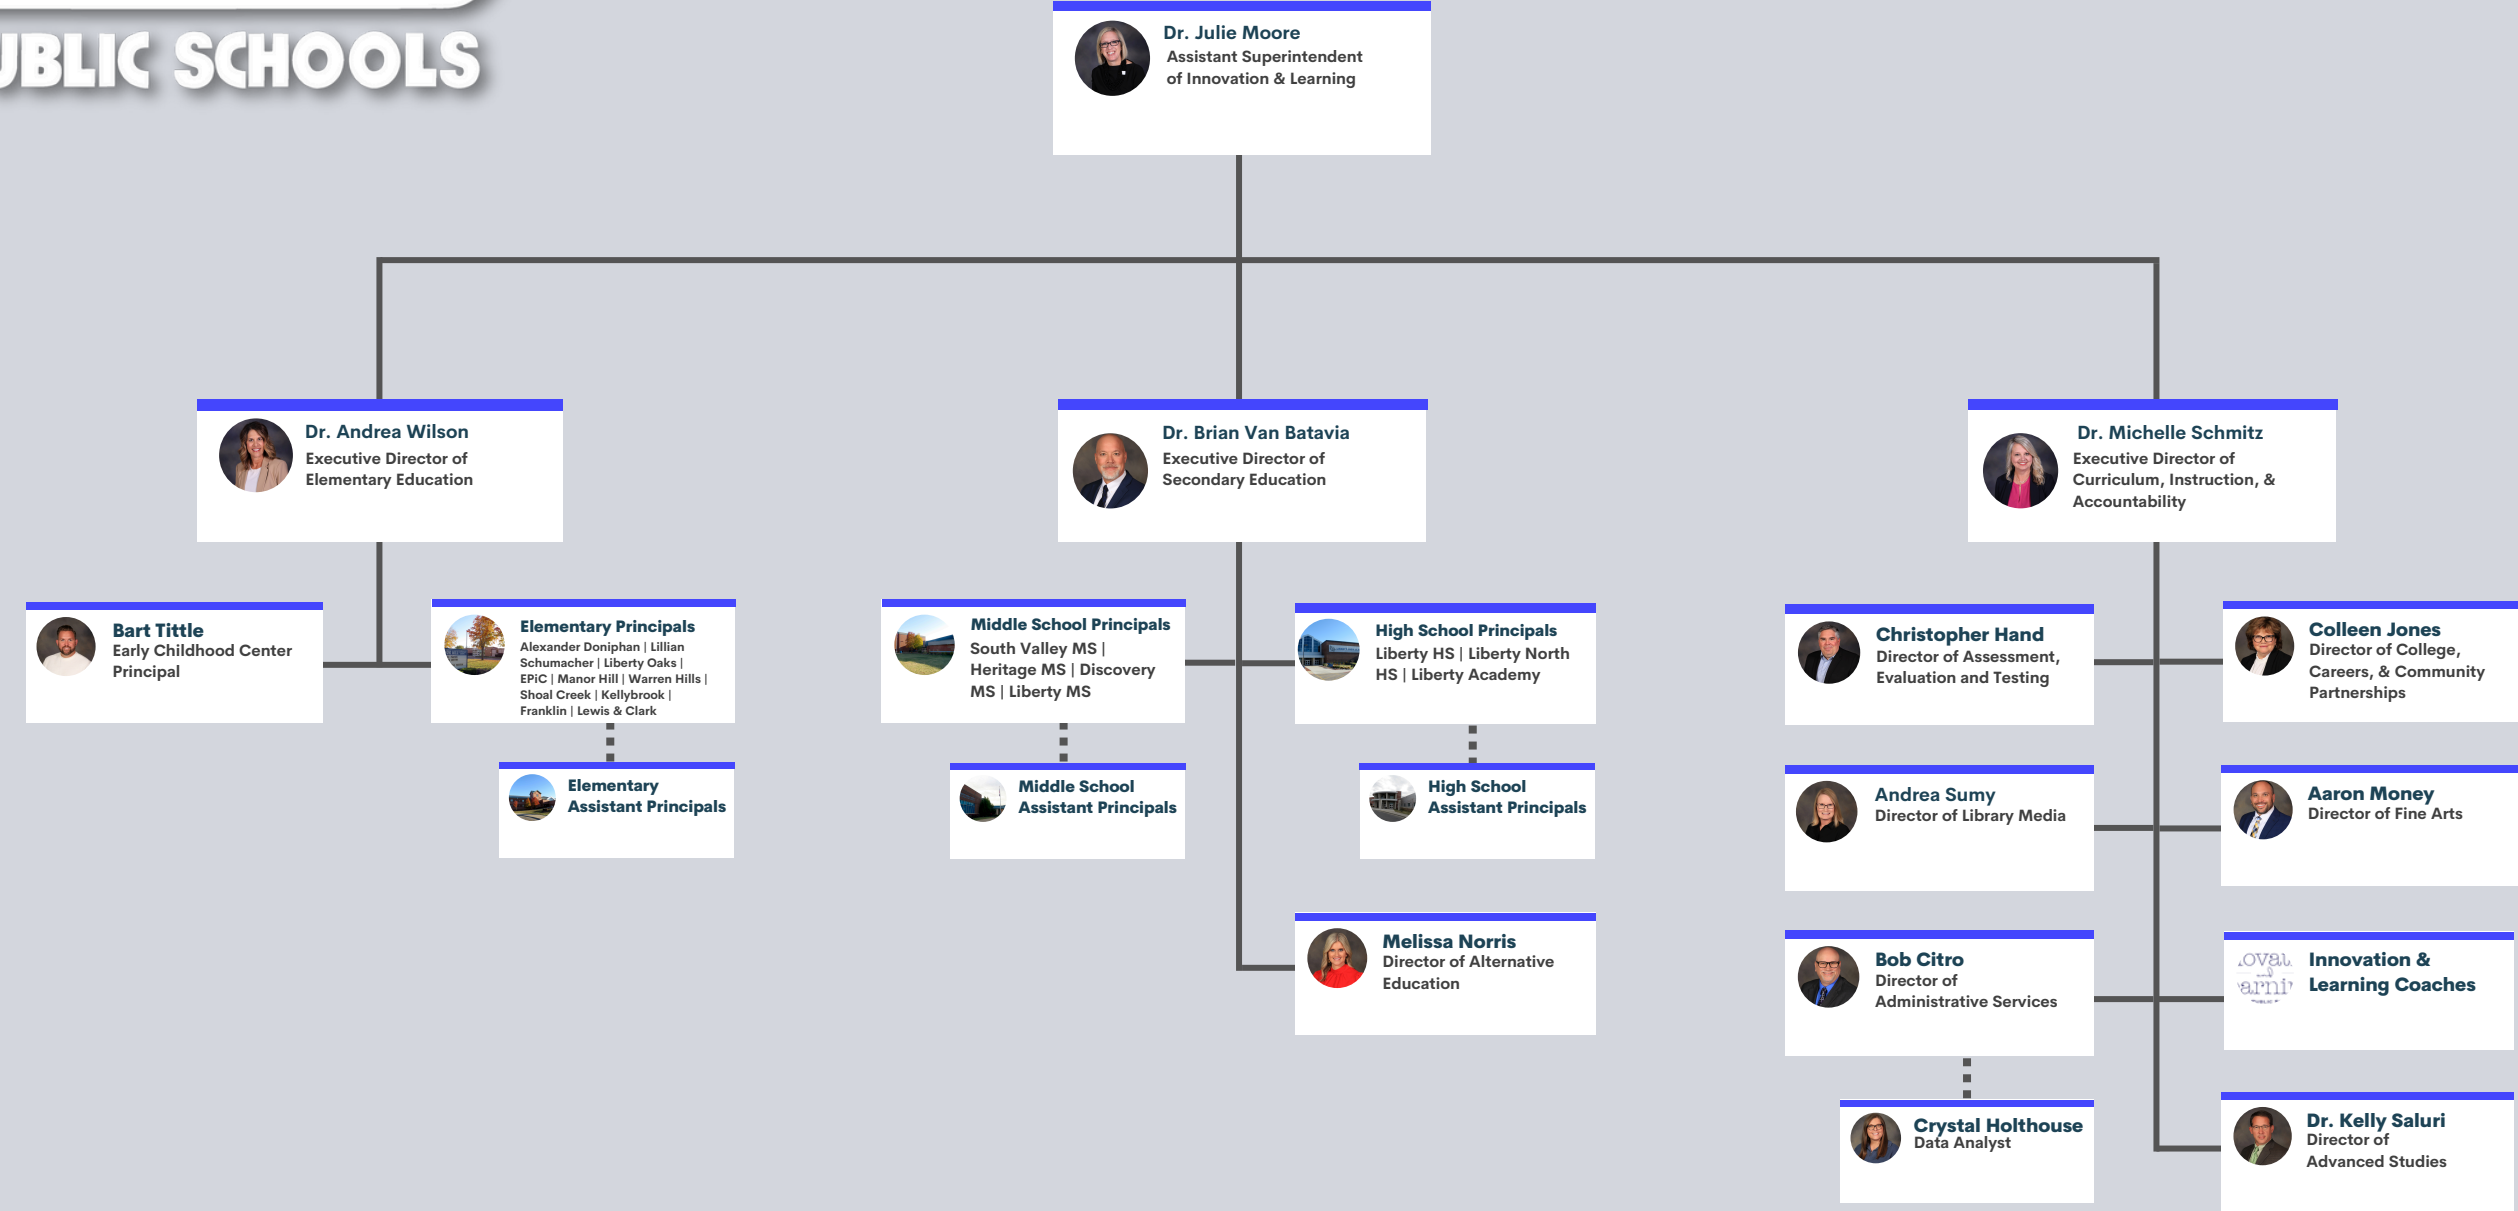 PUBLIC SCHOOLS
Dr. Julie Moore
Assistant Superintendent
of Innovation & Learning
Dr. Andrea Wilson
Executive Director of
Elementary Education
Dr. Brian Van Batavia
Executive Director of
Secondary Education
Dr. Michelle Schmitz
Executive Director of
Curriculum, Instruction, &
Accountability
Bart Tittle
Early Childhood Center
Principal
Elementary Principals
Alexander Doniphan | Lillian
Schumacher | Liberty Oaks |
EPiC | Manor Hill | Warren Hills |
Shoal Creek | Kellybrook |
Franklin | Lewis & Clark
Elementary
Assistant Principals
Middle School Principals
South Valley MS |
Heritage MS | Discovery
MS | Liberty MS
Middle School
Assistant Principals
High School Principals
Liberty HS | Liberty North
HS | Liberty Academy
High School
Assistant Principals
Melissa Norris
Director of Alternative
Education
Christopher Hand
Director of Assessment,
Evaluation and Testing
Colleen Jones
Director of College,
Careers, & Community
Partnerships
Andrea Sumy
Director of Library Media
Aaron Money
Director of Fine Arts
Bob Citro
Director of
Administrative Services
Innovation &
Learning Coaches
Crystal Holthouse
Data Analyst
Dr. Kelly Saluri
Director of
Advanced Studies